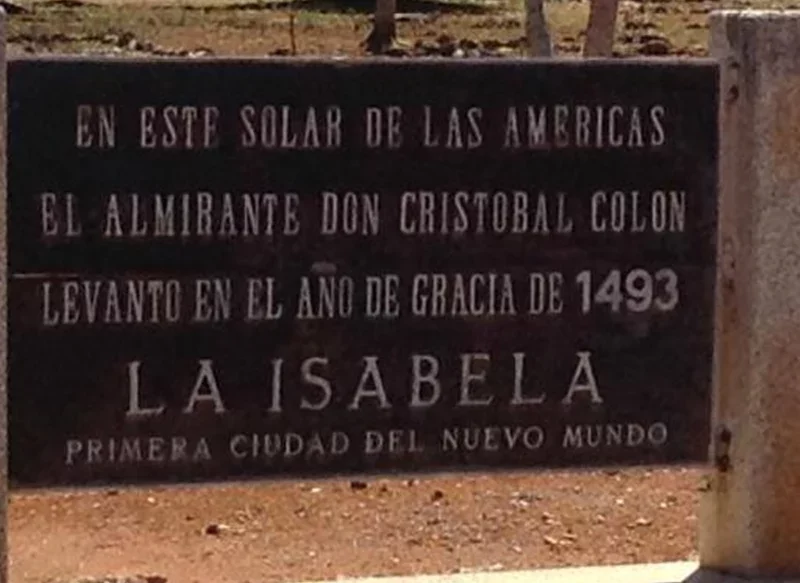 EN ESTE SOLAR DE LAS AMERICAS
EL ALMIRANTE DON CRISTOBAL COLON
LEVANTO EN EL AÑO DE GRACIA DE 1493
LA ISABELA
PRIMERA CIUDAD DEL NUEVO MUNDO